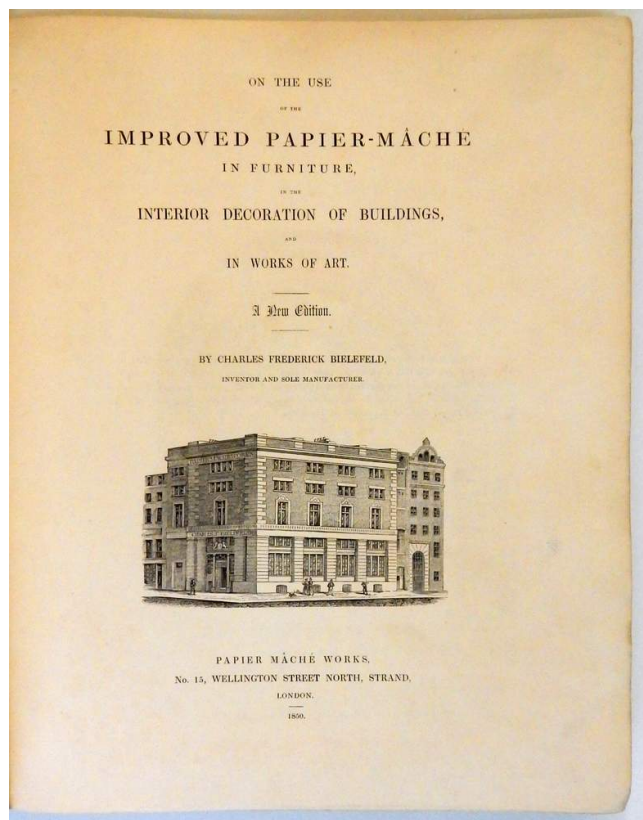 ON THE USE
OF THE
IMPROVED PAPIER-MÂCHE
IN FURNITURE,
IN THE
INTERIOR DECORATION OF BUILDINGS,
AND
IN WORKS OF ART.
A New Edition.
BY CHARLES FREDERICK BIELEFELD,
INVENTOR AND SOLE MANUFACTURER.
PAPIER MÂCHÉ WORKS,
No. 15, WELLINGTON STREET NORTH, STRAND,
LONDON.
1850.